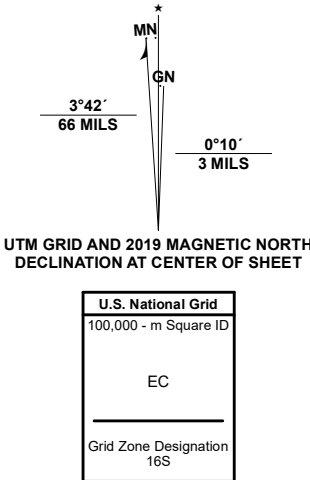 ★
MN
GN
3°42´
66 MILS
0°10´
3 MILS
UTM GRID AND 2019 MAGNETIC NORTH
DECLINATION AT CENTER OF SHEET
U.S. National Grid
100,000 - m Square ID
EC
Grid Zone Designation
16S